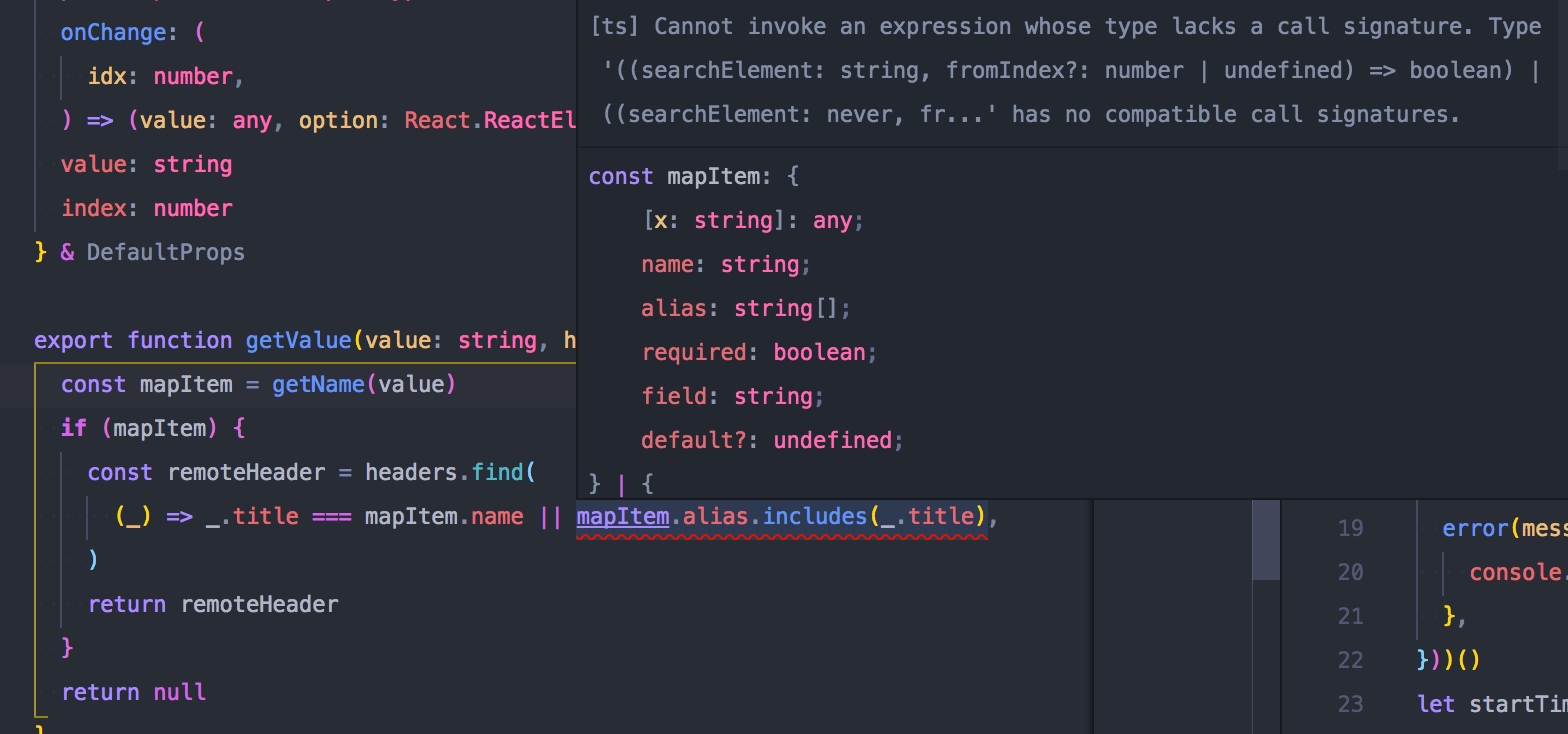 onChange: (
idx: number,
) => (value: any, option: React.ReactEl
value: string
index: number
} & DefaultProps
export function getValue(value: string, h
const mapItem = getName(value)
if (mapItem) {
const remoteHeader = headers.find(
(_) => _.title === mapItem.name || mapItem.alias.includes(_.title),
)
return remoteHeader
}
return null
}
[ts] Cannot invoke an expression whose type lacks a call signature. Type
'((searchElement: string, fromIndex?: number | undefined) => boolean) |
((searchElement: never, fr...' has no compatible call signatures.
const mapItem: {
[x: string]: any;
name: string;
alias: string[];
required: boolean;
field: string;
default?: undefined;
} | {
19 error(mess
20 console.
21 },
22 }))()
23 let startTim